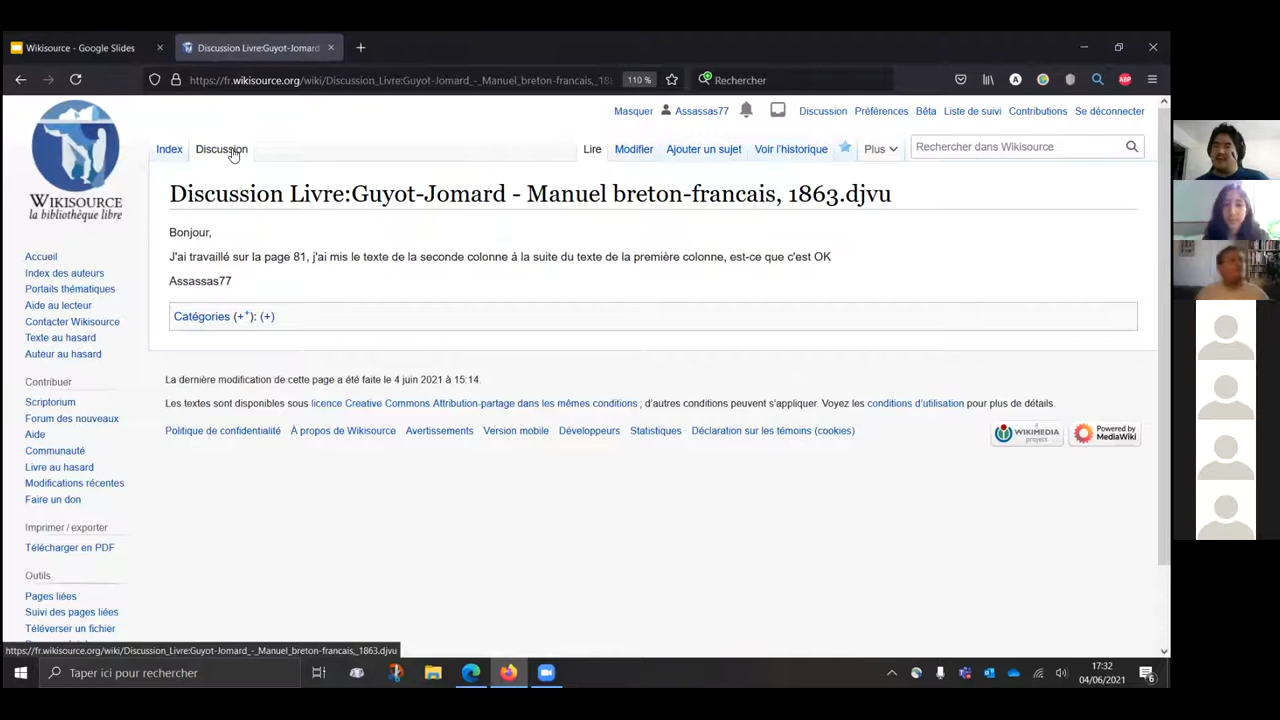 Wikisource - Google Slides
Discussion Livre:Guyot-Jomard
https://fr.wikisource.org/wiki/Discussion_Livre:Guyot-Jomard_-_Manuel_breton-francais,_18
110 %
Rechercher
Masquer
Assassas77
Discussion
Préférences
Bêta
Liste de suivi
Contributions
Se déconnecter
Index
Discussion
Lire
Modifier
Ajouter un sujet
Voir l'historique
Plus
Rechercher dans Wikisource
WIKISOURCE
la bibliothèque libre
Discussion Livre:Guyot-Jomard - Manuel breton-francais, 1863.djvu
Bonjour,
J'ai travaillé sur la page 81, j'ai mis le texte de la seconde colonne à la suite du texte de la première colonne, est-ce que c'est OK
Assassas77
Catégories (+⁺): (+)
La dernière modification de cette page a été faite le 4 juin 2021 à 15:14.
Les textes sont disponibles sous licence Creative Commons Attribution-partage dans les mêmes conditions ; d'autres conditions peuvent s'appliquer. Voyez les conditions d'utilisation pour plus de détails.
Politique de confidentialité
À propos de Wikisource
Avertissements
Version mobile
Développeurs
Statistiques
Déclaration sur les témoins (cookies)
A
WIKIMEDIA
project
Powered by
MediaWiki
Accueil
Index des auteurs
Portails thématiques
Aide au lecteur
Contacter Wikisource
Texte au hasard
Auteur au hasard
Contribuer
Scriptorium
Forum des nouveaux
Aide
Communauté
Livre au hasard
Modifications récentes
Faire un don
Imprimer / exporter
Télécharger en PDF
Outils
Pages liées
Suivi des pages liées
Téléverser un fichier
https://fr.wikisource.org/wiki/Discussion_Livre:Guyot-Jomard_-_Manuel_breton-francais,_1863.djvu
Taper ici pour rechercher
17:32
04/06/2021
6